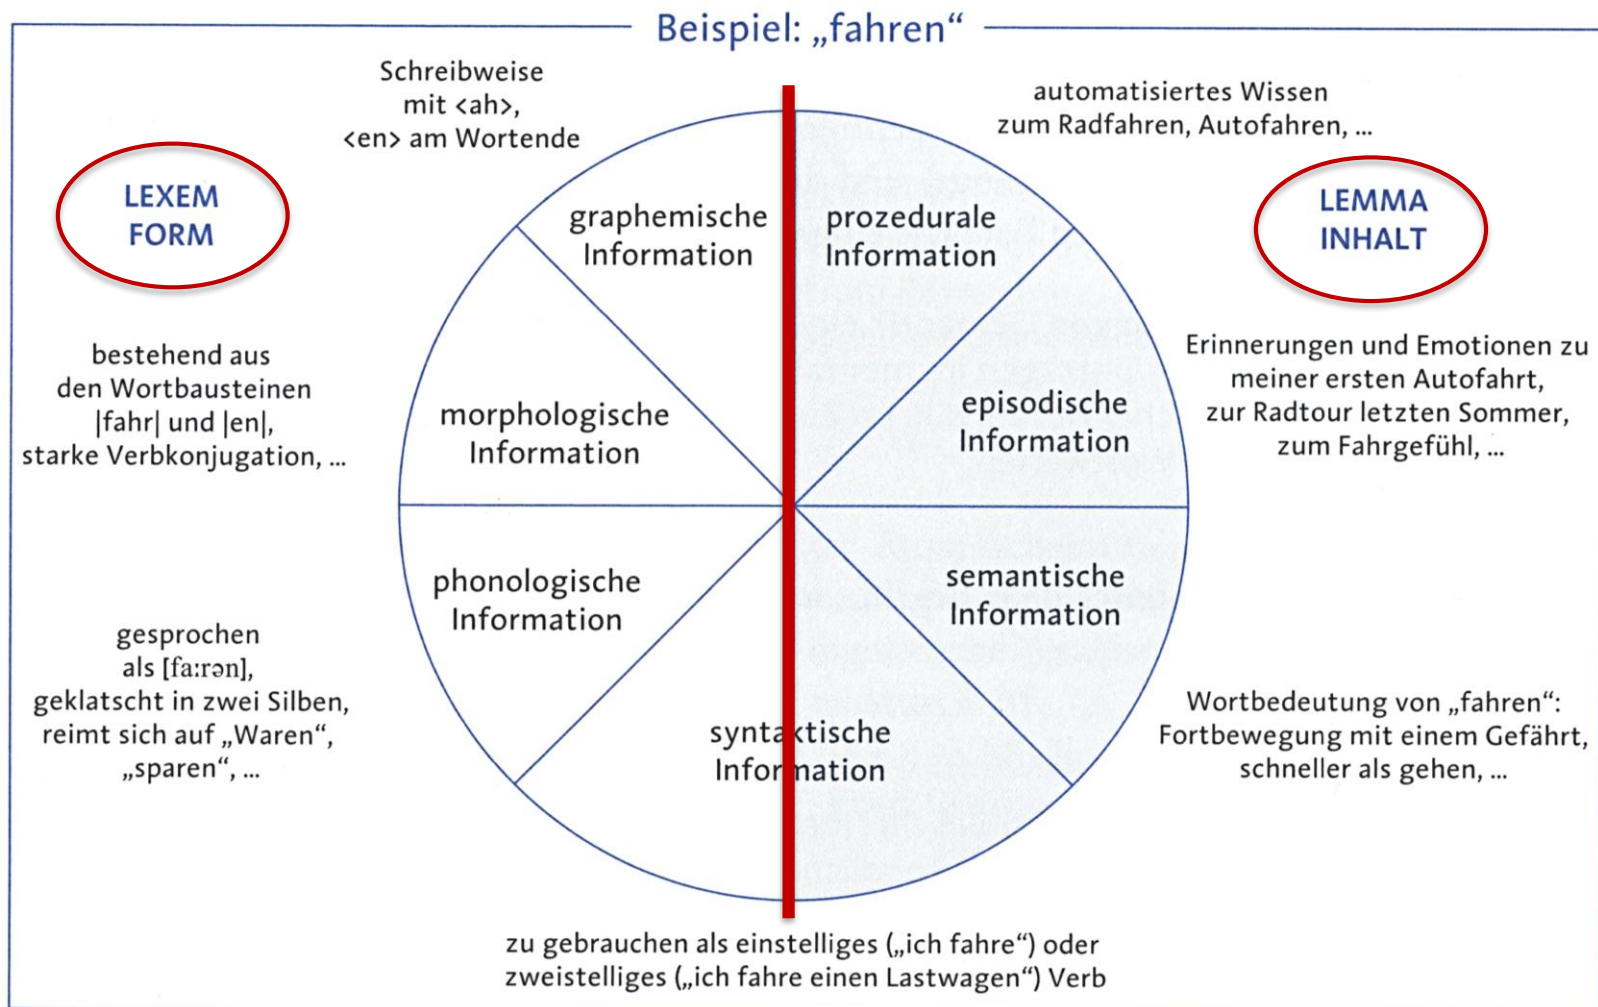 Beispiel: „fahren“
Schreibweise
mit <ah>,
<en> am Wortende
automatisiertes Wissen
zum Radfahren, Autofahren, ...
LEXEM
FORM
LEMMA
INHALT
graphemische
Information
prozedurale
Information
bestehend aus
den Wortbausteinen
|fahr| und |en|,
starke Verbkonjugation, ...
morphologische
Information
episodische
Information
Erinnerungen und Emotionen zu
meiner ersten Autofahrt,
zur Radtour letzten Sommer,
zum Fahrgefühl, ...
phonologische
Information
semantische
Information
gesprochen
als [fa:rən],
geklatscht in zwei Silben,
reimt sich auf „Waren“,
„sparen“, ...
syntaktische
Information
Wortbedeutung von „fahren“:
Fortbewegung mit einem Gefährt,
schneller als gehen, ...
zu gebrauchen als einstelliges („ich fahre“) oder
zweistelliges („ich fahre einen Lastwagen“) Verb